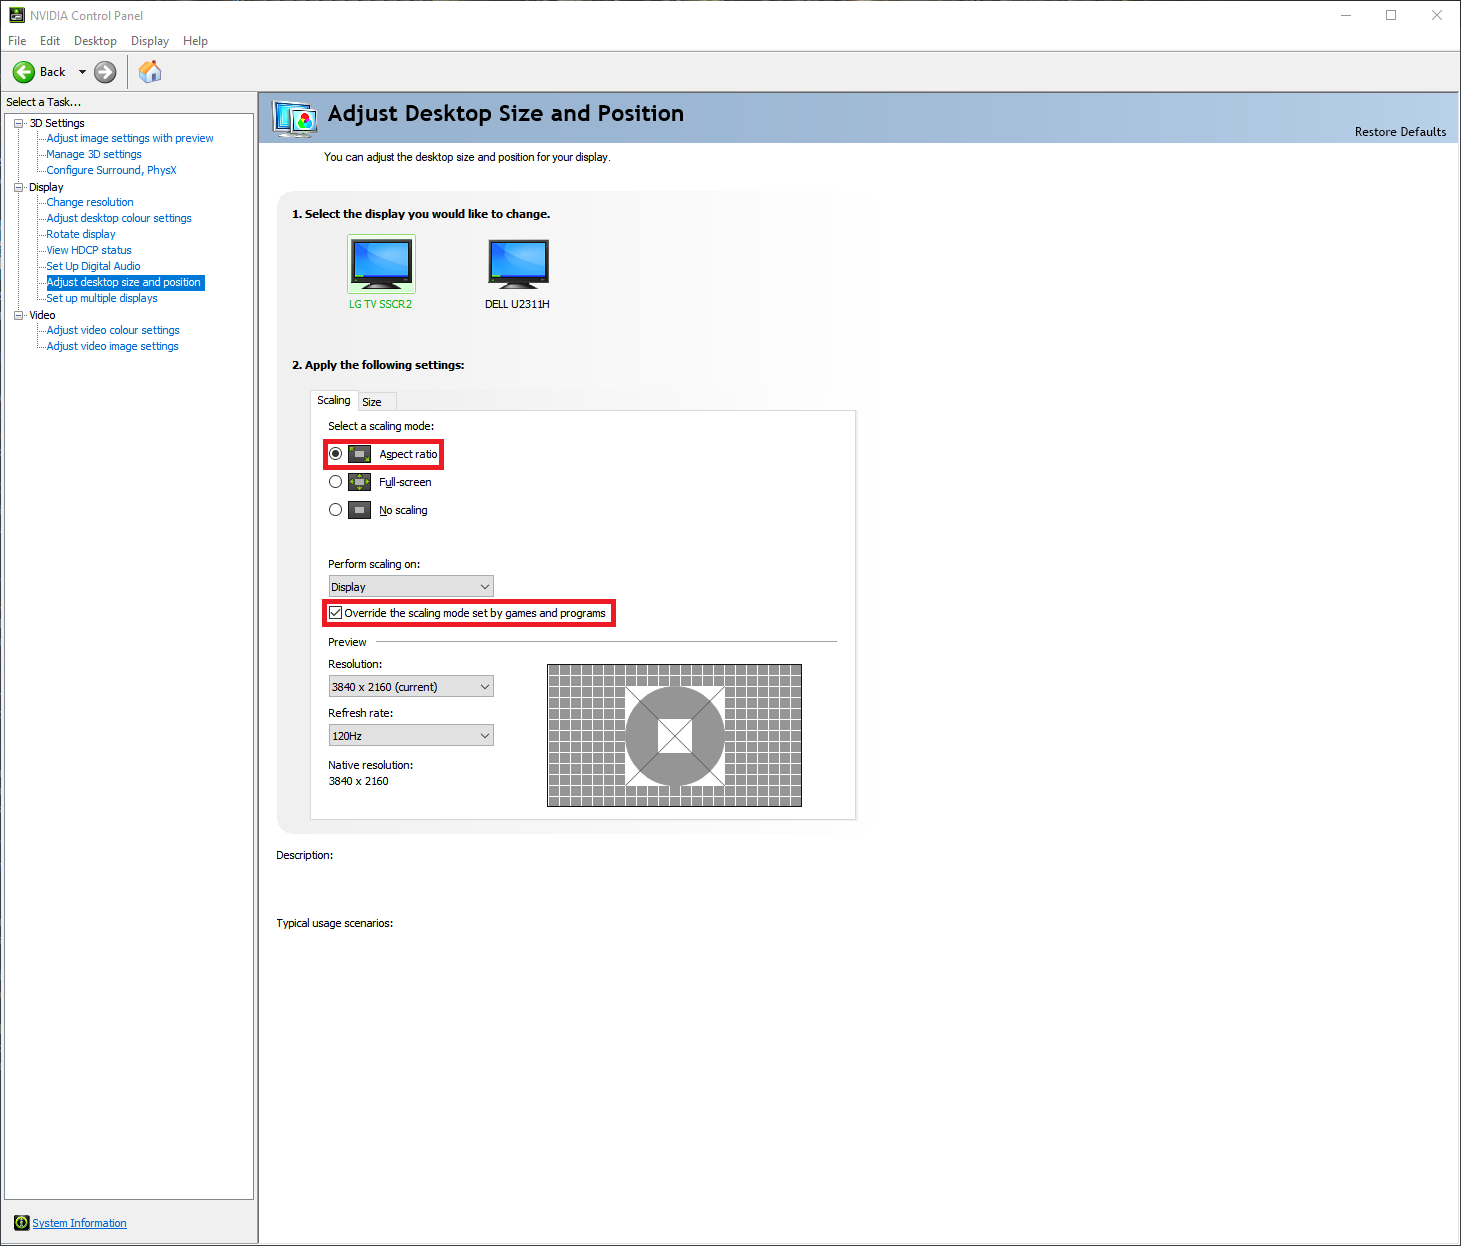 NVIDIA Control Panel
File Edit Desktop Display Help
Back
Select a Task...
3D Settings
Adjust image settings with preview
Manage 3D settings
Configure Surround, PhysX
Display
Change resolution
Adjust desktop colour settings
Rotate display
View HDCP status
Set Up Digital Audio
Adjust desktop size and position
Set up multiple displays
Video
Adjust video colour settings
Adjust video image settings
System Information
Adjust Desktop Size and Position
Restore Defaults
You can adjust the desktop size and position for your display.
1. Select the display you would like to change.
LG TV SSCR2 DELL U2311H
2. Apply the following settings:
Scaling Size
Select a scaling mode:
Aspect ratio
Full-screen
No scaling
Perform scaling on:
Display
Override the scaling mode set by games and programs
Preview
Resolution:
3840 x 2160 (current)
Refresh rate:
120Hz
Native resolution:
3840 x 2160
Description:
Typical usage scenarios: